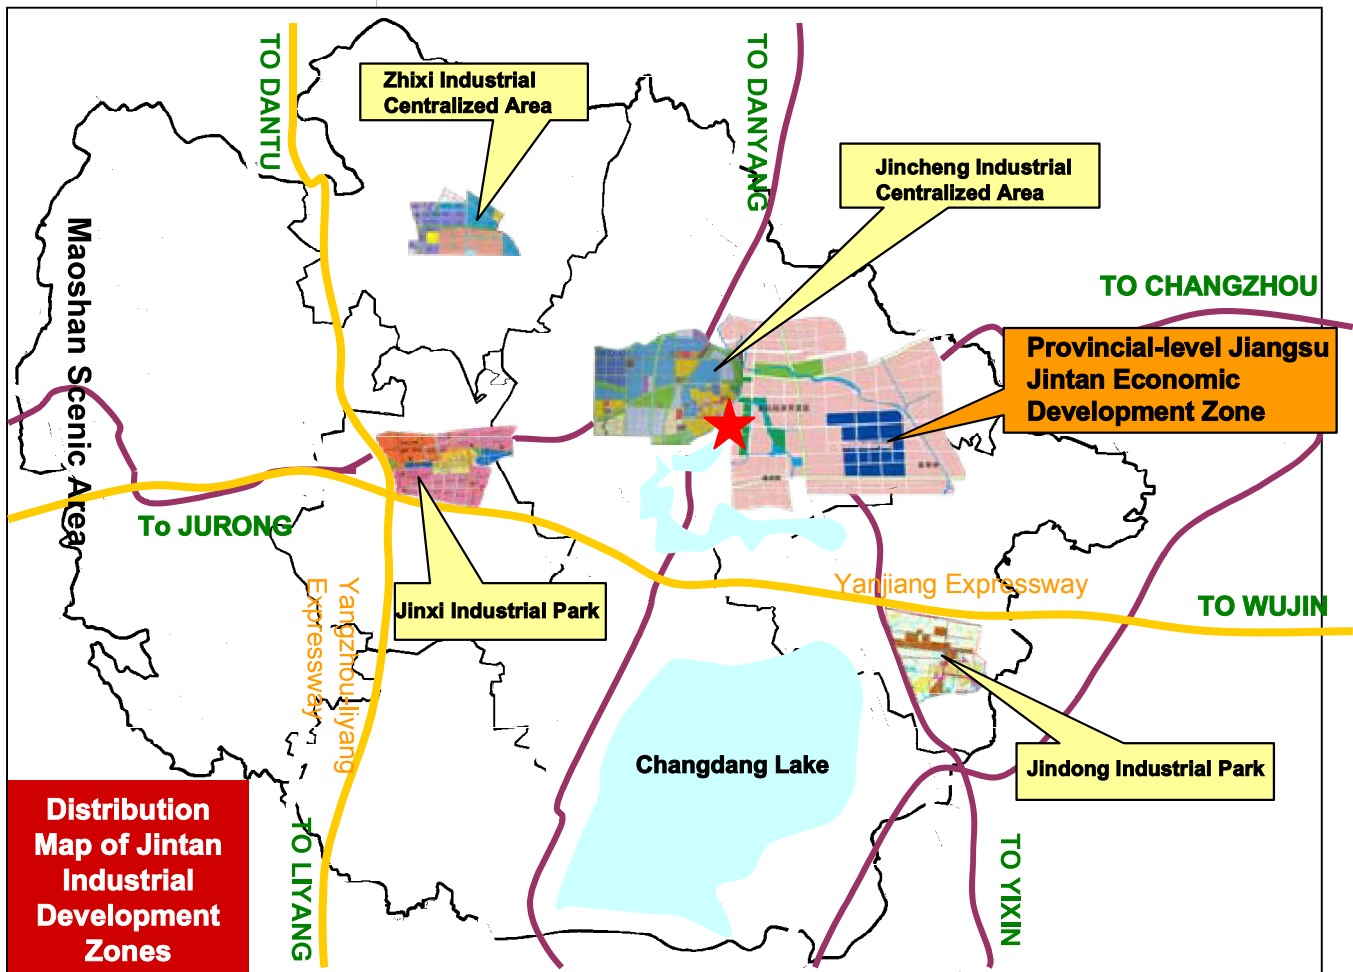 TO DANTU
Zhixi Industrial
Centralized Area
TO DANYANG
Jincheng Industrial
Centralized Area
Maoshan Scenic Area
TO CHANGZHOU
Provincial-level Jiangsu
Jintan Economic
Development Zone
To JURONG
Yangzhou-liyang
Expressway
Jinxi Industrial Park
Yanjiang Expressway
TO WUJIN
Changdang Lake
Jindong Industrial Park
Distribution
Map of Jintan
Industrial
Development
Zones
TO LIYANG
TO YIXIN